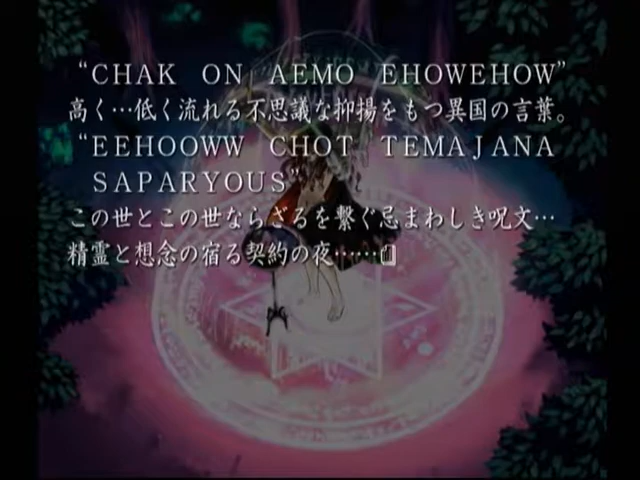 “CHAK ON AEMO EHOWEHOW”
高く…低く流れる不思議な抑揚をもつ異国の言葉。
“EEHOOWW CHOT TEMAJANA
SAPARYOUS”
この世とこの世ならざるを繋ぐ忌まわしき呪文…
精霊と想念の宿る契約の夜……